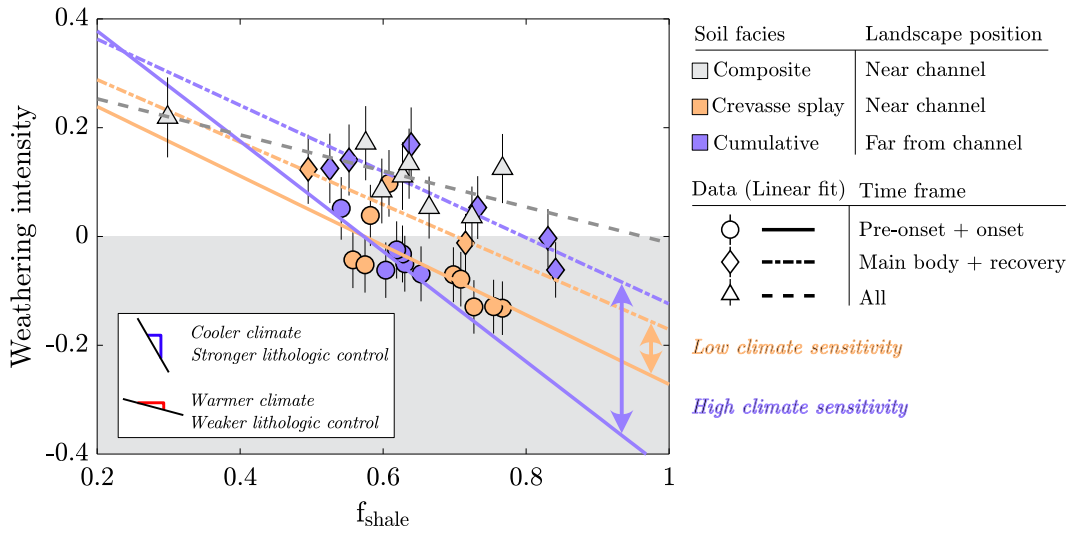 0.4
0.2
0
-0.2
-0.4
Weathering intensity
Cooler climate
Stronger lithologic control
Warmer climate
Weaker lithologic control
0.2 0.4 0.6 0.8 1
fshale
Soil facies Landscape position
Composite Near channel
Crevasse splay Near channel
Cumulative Far from channel
Data (Linear fit) Time frame
Pre-onset + onset
Main body + recovery
All
Low climate sensitivity
High climate sensitivity